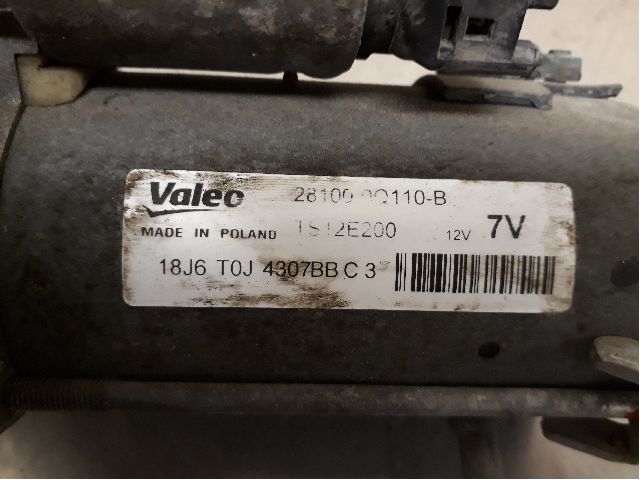 Valeo 28100 0Q110-B
MADE IN POLAND TS12E200 12V 7V
18J6 T0J 4307BB C 3